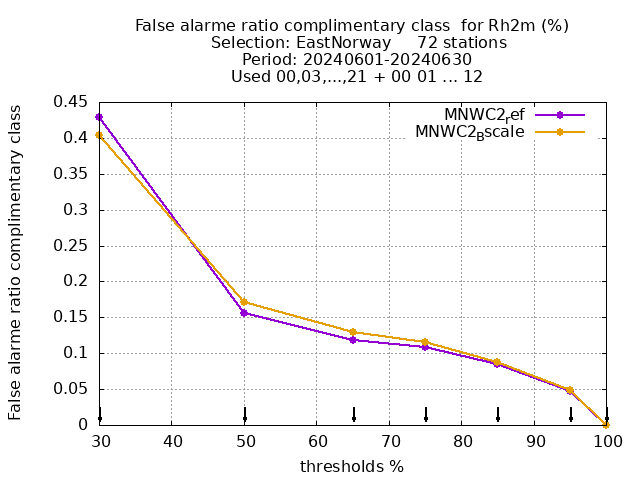 False alarme ratio complimentary class  for Rh2m (%)
Selection: EastNorway     72 stations
Period: 20240601-20240630
Used 00,03,...,21 + 00 01 ... 12
False alarme ratio complimentary class
0.45
0.4
0.35
0.3
0.25
0.2
0.15
0.1
0.05
0
MNWC2ref
MNWC2Bscale
30 40 50 60 70 80 90 100
thresholds %